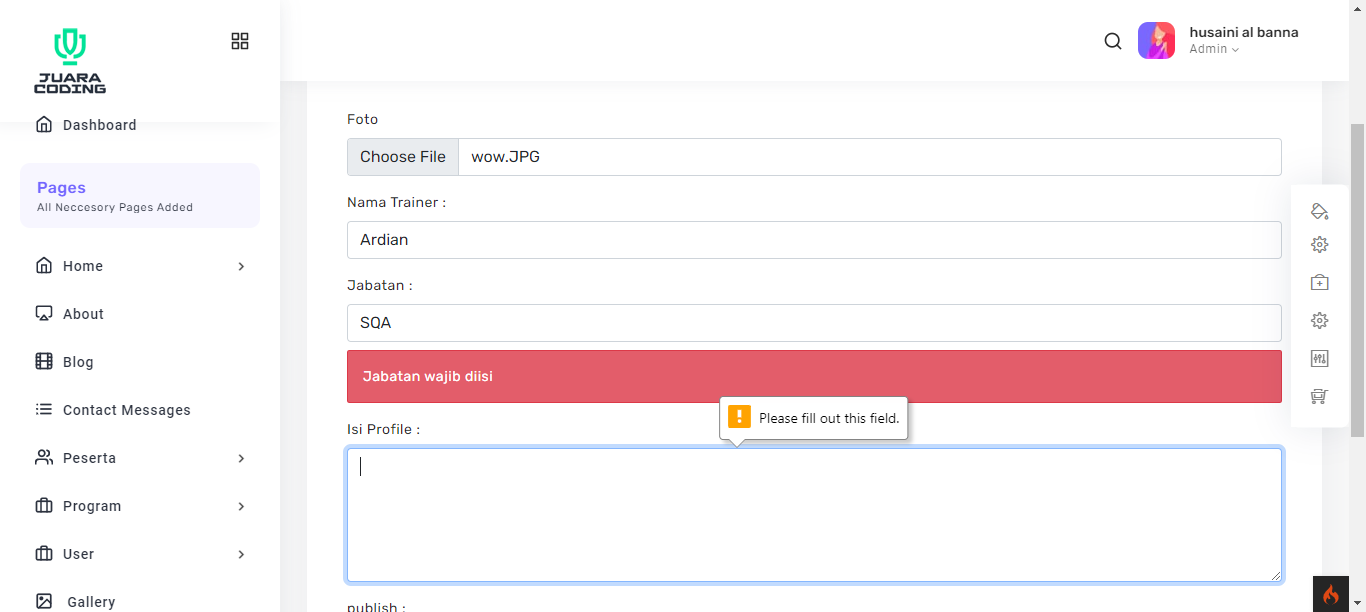 JUARA
CODING
husaini al banna
Admin
Dashboard
Pages
All Neccesory Pages Added
Home
About
Blog
Contact Messages
Peserta
Program
User
Gallery
Foto
Choose File wow.JPG
Nama Trainer :
Ardian
Jabatan :
SQA
Jabatan wajib diisi
Please fill out this field.
Isi Profile :
publish :